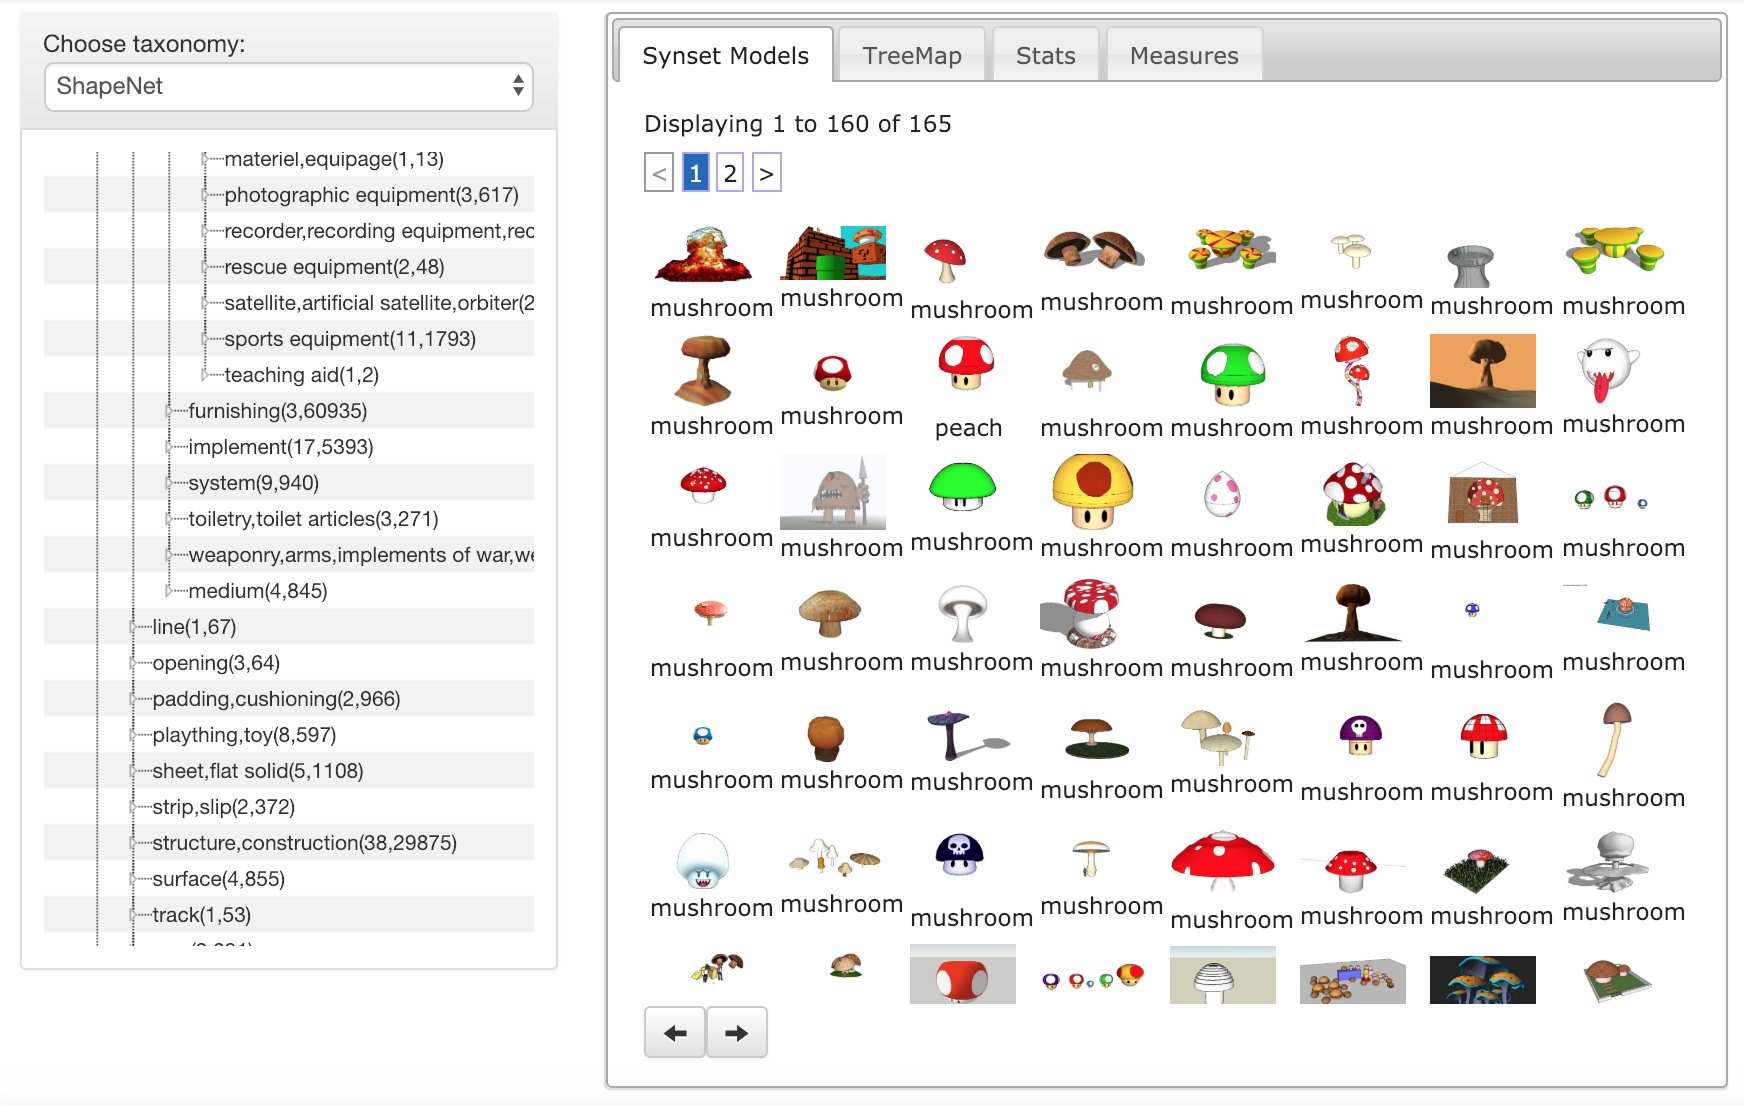 Choose taxonomy:
ShapeNet
materiel,equipage(1,13)
photographic equipment(3,617)
recorder,recording equipment,rec
rescue equipment(2,48)
satellite,artificial satellite,orbiter(2
sports equipment(11,1793)
teaching aid(1,2)
furnishing(3,60935)
implement(17,5393)
system(9,940)
toiletry,toilet articles(3,271)
weaponry,arms,implements of war,we
medium(4,845)
line(1,67)
opening(3,64)
padding,cushioning(2,966)
plaything,toy(8,597)
sheet,flat solid(5,1108)
strip,slip(2,372)
structure,construction(38,29875)
surface(4,855)
track(1,53)
Synset Models TreeMap Stats Measures
Displaying 1 to 160 of 165
< 1 2 >
mushroom mushroom mushroom mushroom mushroom mushroom mushroom mushroom
mushroom mushroom peach mushroom mushroom mushroom mushroom mushroom
mushroom mushroom mushroom mushroom mushroom mushroom mushroom mushroom
mushroom mushroom mushroom mushroom mushroom mushroom mushroom mushroom
mushroom mushroom mushroom mushroom mushroom mushroom mushroom mushroom
mushroom mushroom mushroom mushroom mushroom mushroom mushroom mushroom